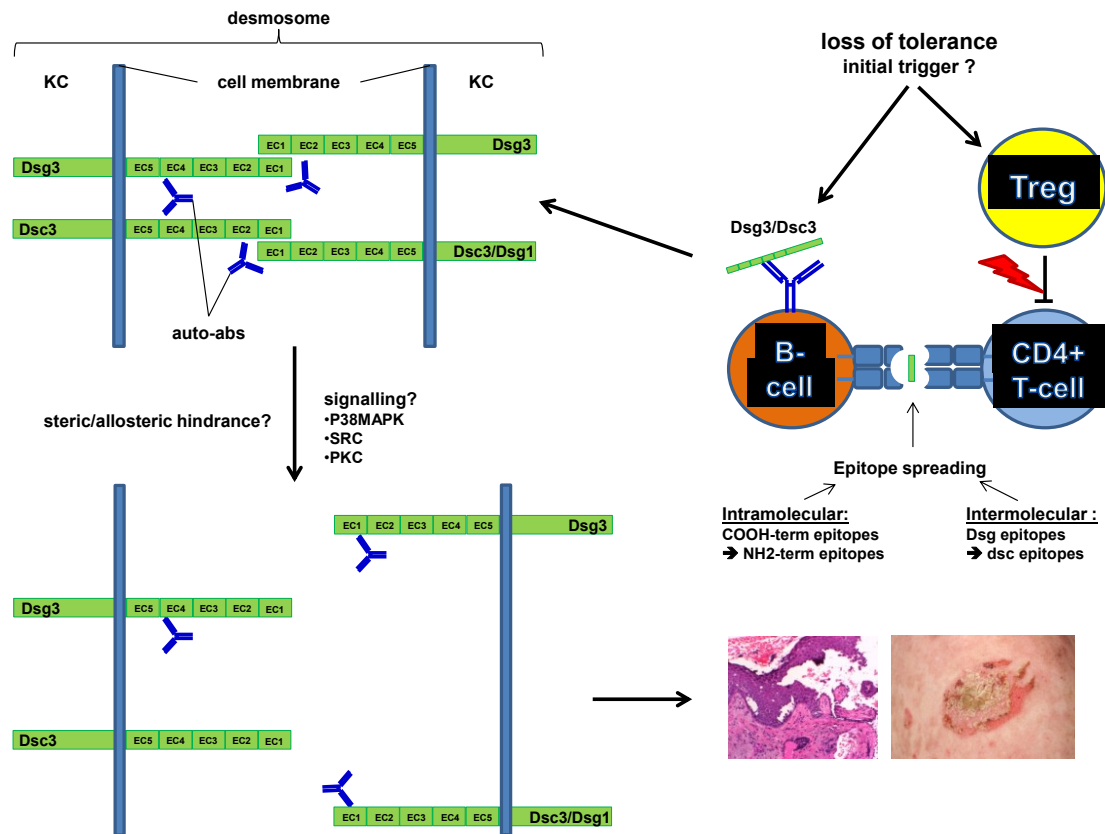 desmosome
KC
cell membrane
KC
EC1 EC2 EC3 EC4 EC5 Dsg3
Dsg3 EC5 EC4 EC3 EC2 EC1
Dsc3 EC5 EC4 EC3 EC2 EC1
EC1 EC2 EC3 EC4 EC5 Dsc3/Dsg1
auto-abs
loss of tolerance
initial trigger ?
Treg
Dsg3/Dsc3
B-
cell
CD4+
T-cell
Epitope spreading
Intramolecular:
COOH-term epitopes
➔ NH2-term epitopes
Intermolecular :
Dsg epitopes
➔ dsc epitopes
steric/allosteric hindrance?
signalling?
•P38MAPK
•SRC
•PKC
EC1 EC2 EC3 EC4 EC5 Dsg3
Dsg3 EC5 EC4 EC3 EC2 EC1
Dsc3 EC5 EC4 EC3 EC2 EC1
EC1 EC2 EC3 EC4 EC5 Dsc3/Dsg1